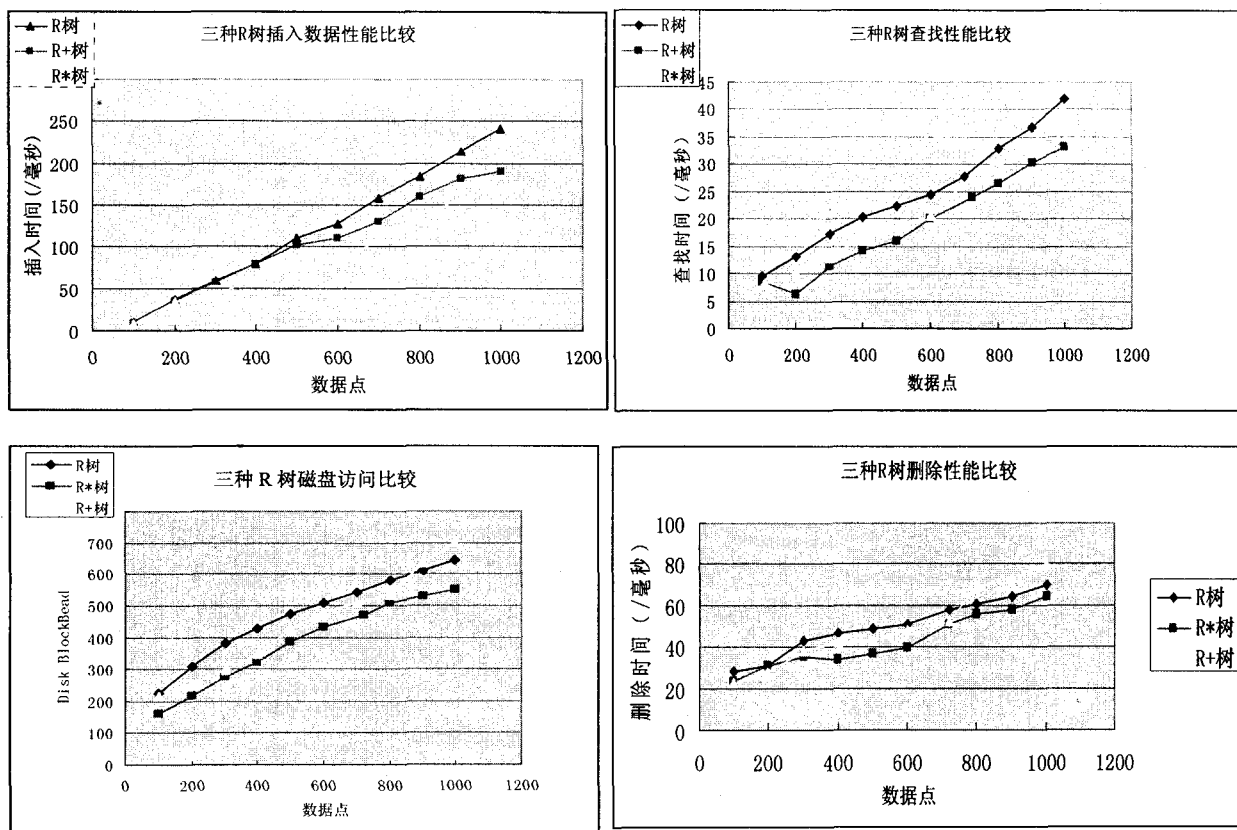 三种R树插入数据性能比较
R树
R+树
R*树
插入时间(/毫秒)
250
200
150
100
50
0
0 200 400 600 800 1000 1200
数据点
三种R树查找性能比较
R树
R+树
R*树
查找时间(/毫秒)
45
40
35
30
25
20
15
10
5
0
0 200 400 600 800 1000 1200
数据点
三种 R 树磁盘访问比较
R树
R*树
R+树
Disk BlockBead
700
600
500
400
300
200
100
0
0 200 400 600 800 1000 1200
数据点
三种R树删除性能比较
删除时间(/毫秒)
100
80
60
40
20
0
0 200 400 600 800 1000 1200
数据点
R树
R*树
R+树